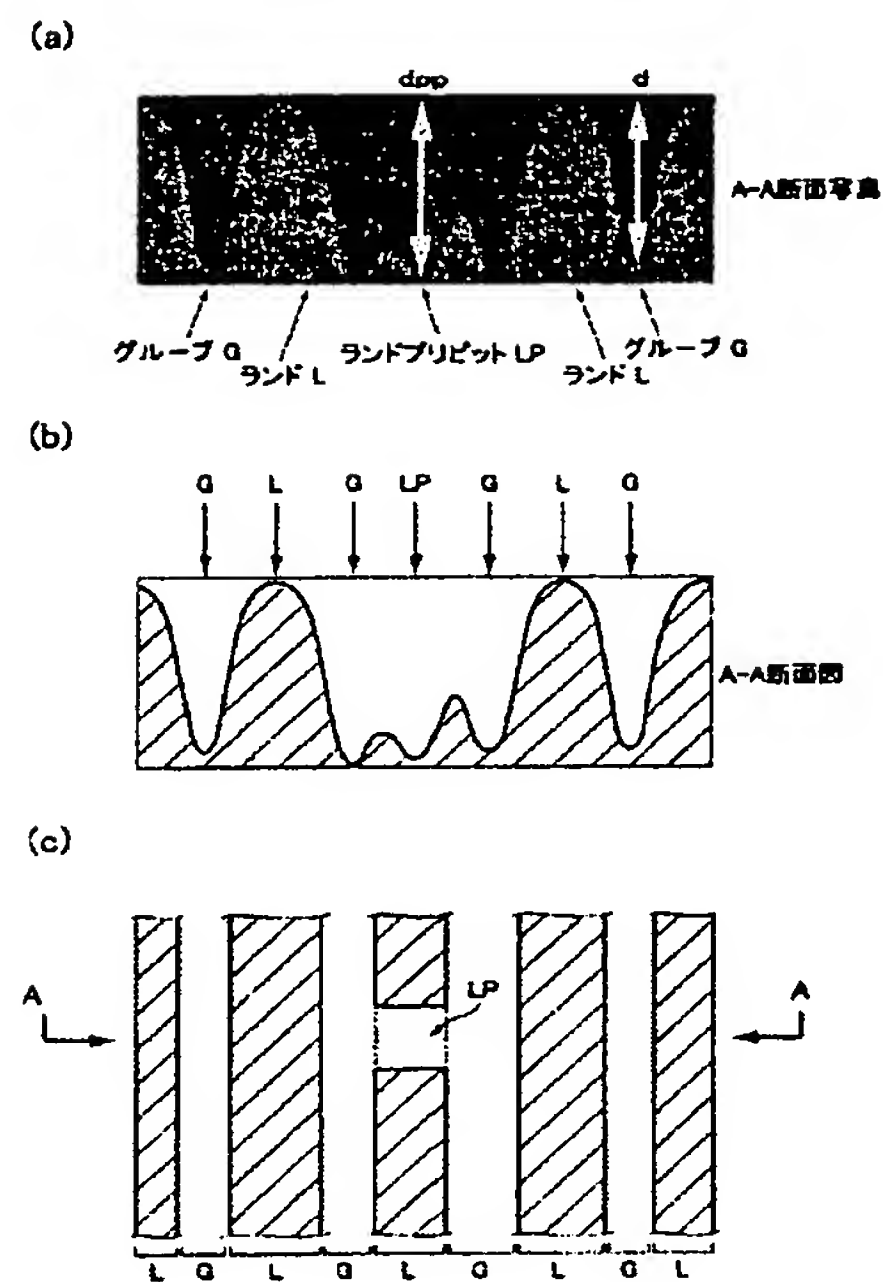 (a)
dpp d
A-A断面写真
グルーブ G ランド L ランドプリピット LP ランド L グルーブ G
(b)
G L G LP G L G
A-A断面図
(c)
A LP A
L G L G L G L G L